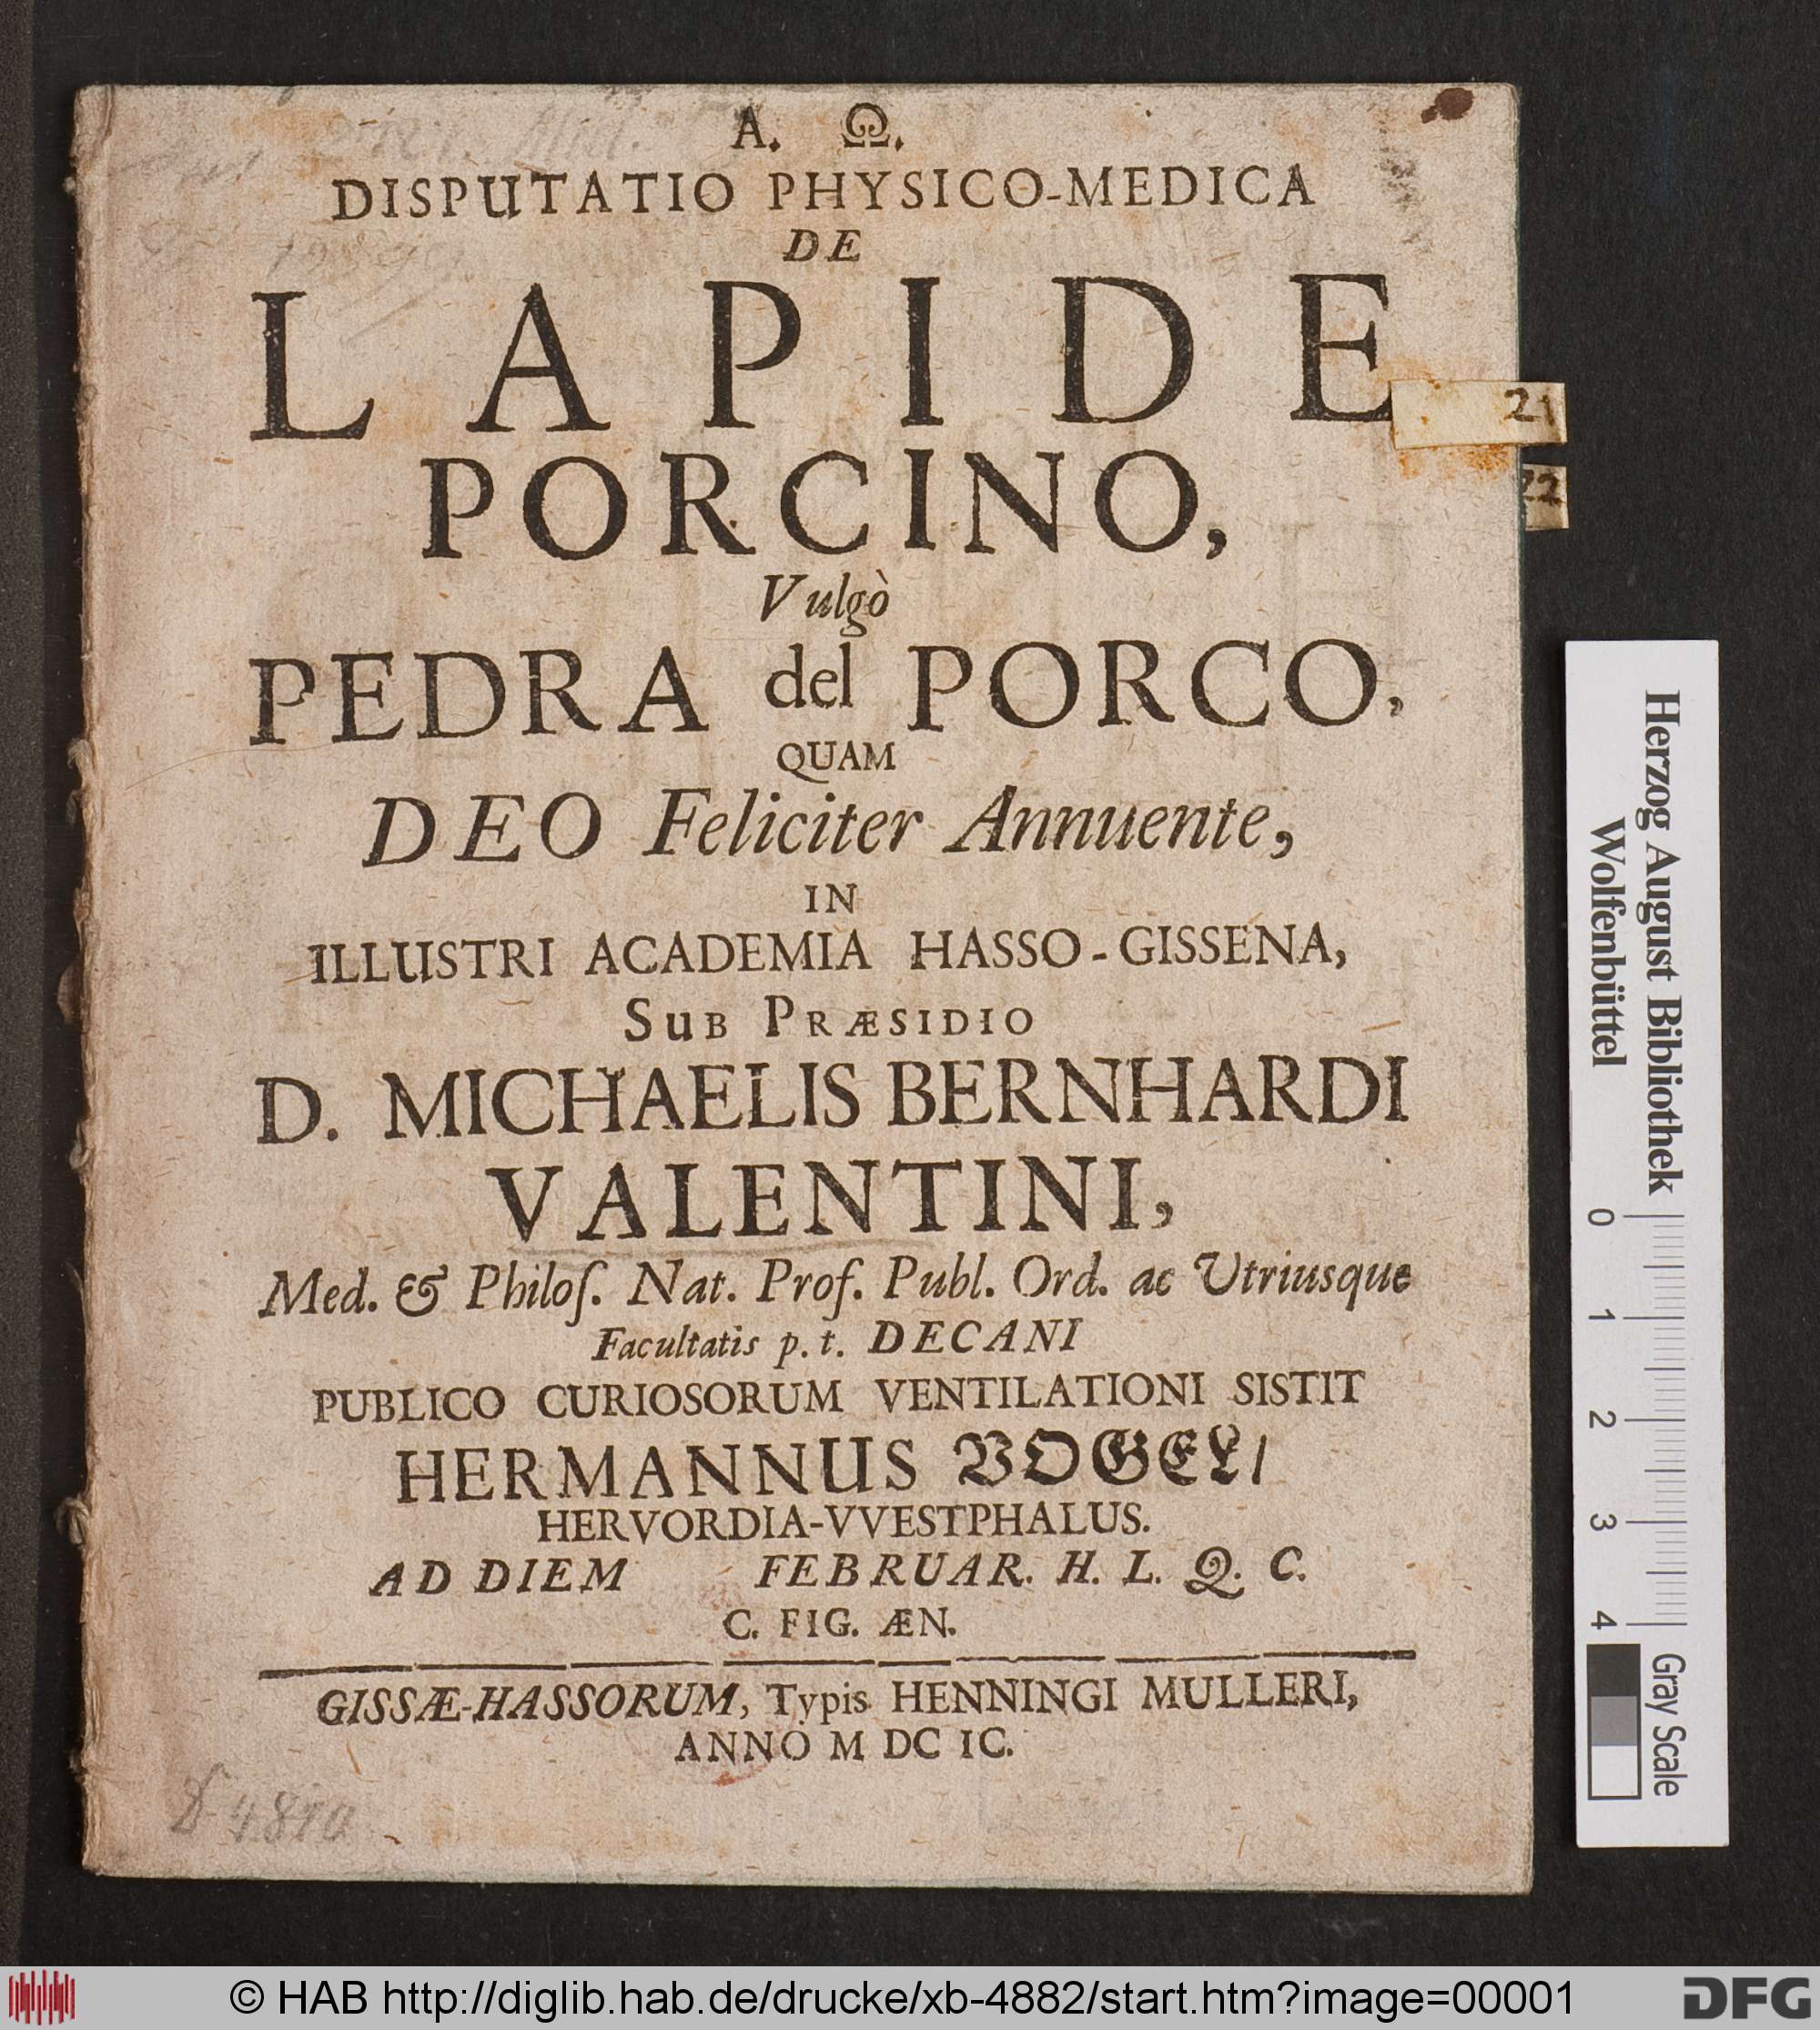 A. Ω.
DISPUTATIO PHYSICO-MEDICA
DE
LAPIDE
PORCINO,
Vulgò
PEDRA del PORCO,
QUAM
DEO Feliciter Annuente,
IN
ILLUSTRI ACADEMIA HASSO-GISSENA,
SUB PRÆSIDIO
D. MICHAELIS BERNHARDI
VALENTINI,
Med. & Philoſ. Nat. Prof. Publ. Ord. ac Utriusque
Facultatis p. t. DECANI
PUBLICO CURIOSORUM VENTILATIONI SISTIT
HERMANNUS VOGEL/
HERVORDIA-VVESTPHALUS.
AD DIEM FEBRUAR. H. L. Q. C.
C. FIG. ÆN.
GISSÆ-HASSORUM, Typis HENNINGI MULLERI,
ANNO M DC IC.
21
22
Herzog August Bibliothek
Wolfenbüttel
0 1 2 3 4
Gray Scale
© HAB http://diglib.hab.de/drucke/xb-4882/start.htm?image=00001
DFG